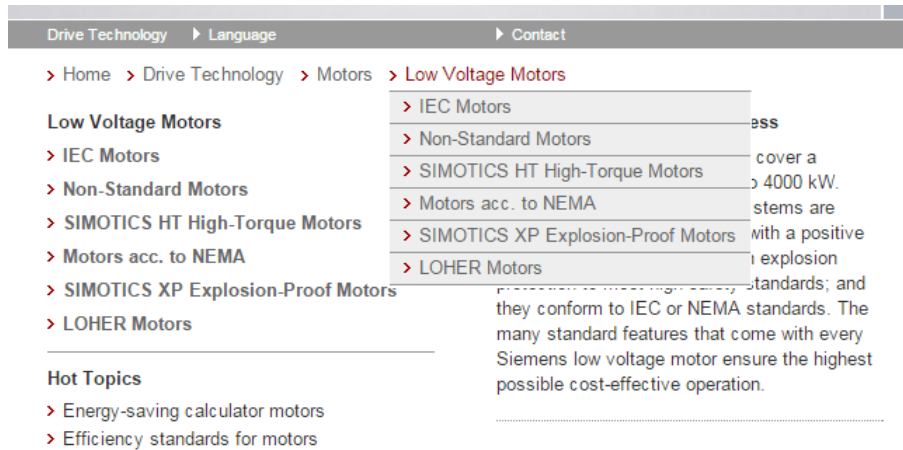 Drive Technology Language Contact
Home Drive Technology Motors Low Voltage Motors
IEC Motors
Non-Standard Motors
SIMOTICS HT High-Torque Motors
Motors acc. to NEMA
SIMOTICS XP Explosion-Proof Motors
LOHER Motors
Low Voltage Motors
IEC Motors
Non-Standard Motors
SIMOTICS HT High-Torque Motors
Motors acc. to NEMA
SIMOTICS XP Explosion-Proof Motors
LOHER Motors
Hot Topics
Energy-saving calculator motors
Efficiency standards for motors
cover a
4000 kW.
are
with a positive
explosion
standards; and
they conform to IEC or NEMA standards. The
many standard features that come with every
Siemens low voltage motor ensure the highest
possible cost-effective operation.